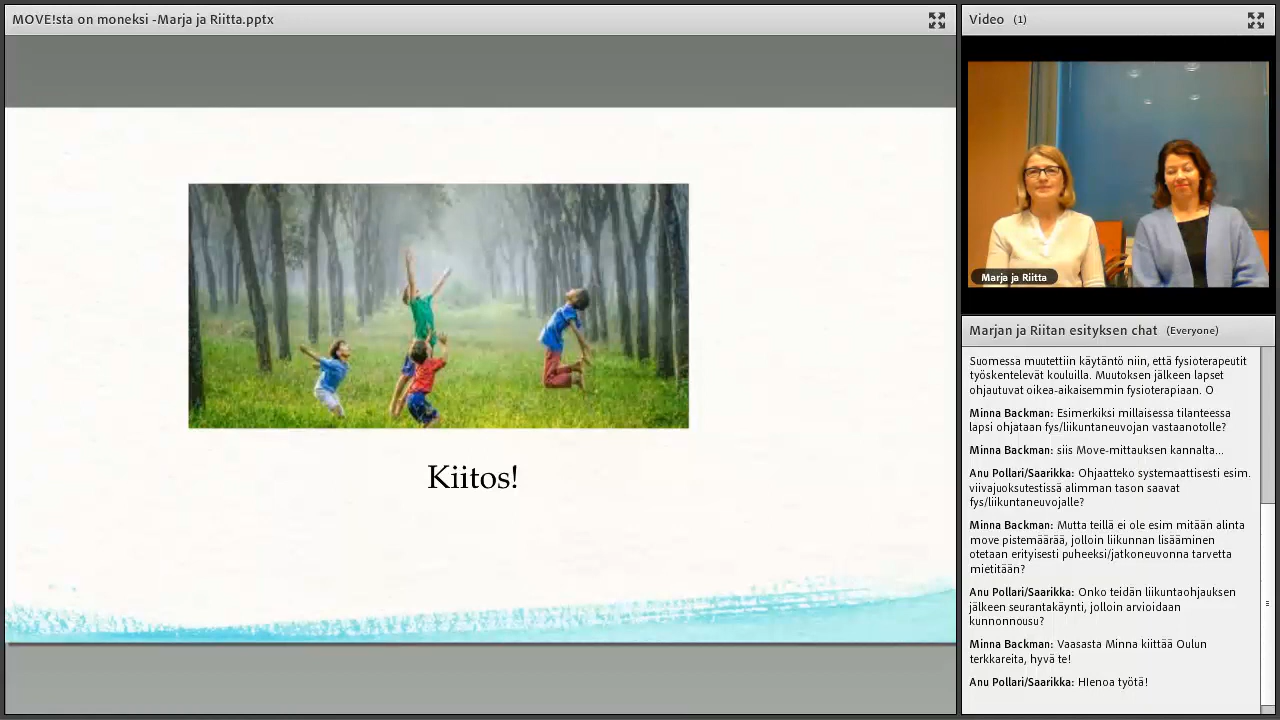 MOVE!sta on moneksi -Marja ja Riitta.pptx
Kiitos!
Video (1)
Marja ja Riitta
Marjan ja Riitan esityksen chat (Everyone)
Suomessa muutettiin käytäntö niin, että fysioterapeutit
työskentelevät kouluilla. Muutoksen jälkeen lapset
ohjautuvat oikea-aikaisemmin fysioterapiaan. O
Minna Backman: Esimerkiksi millaisessa tilanteessa
lapsi ohjataan fys/liikuntaneuvojan vastaanotolle?
Minna Backman: siis Move-mittauksen kannalta...
Anu Pollari/Saarikka: Ohjaatteko systemaattisesti esim.
viivajuoksutestissä alimman tason saavat
fys/liikuntaneuvojalle?
Minna Backman: Mutta teillä ei ole esim mitään alinta
move pistemäärää, jolloin liikunnan lisääminen
otetaan erityisesti puheeksi/jatkoneuvonna tarvetta
mietitään?
Anu Pollari/Saarikka: Onko teidän liikuntaohjauksen
jälkeen seurantakäynti, jolloin arvioidaan
kunnonnousu?
Minna Backman: Vaasasta Minna kiittää Oulun
terkkareita, hyvä te!
Anu Pollari/Saarikka: HIenoa työtä!